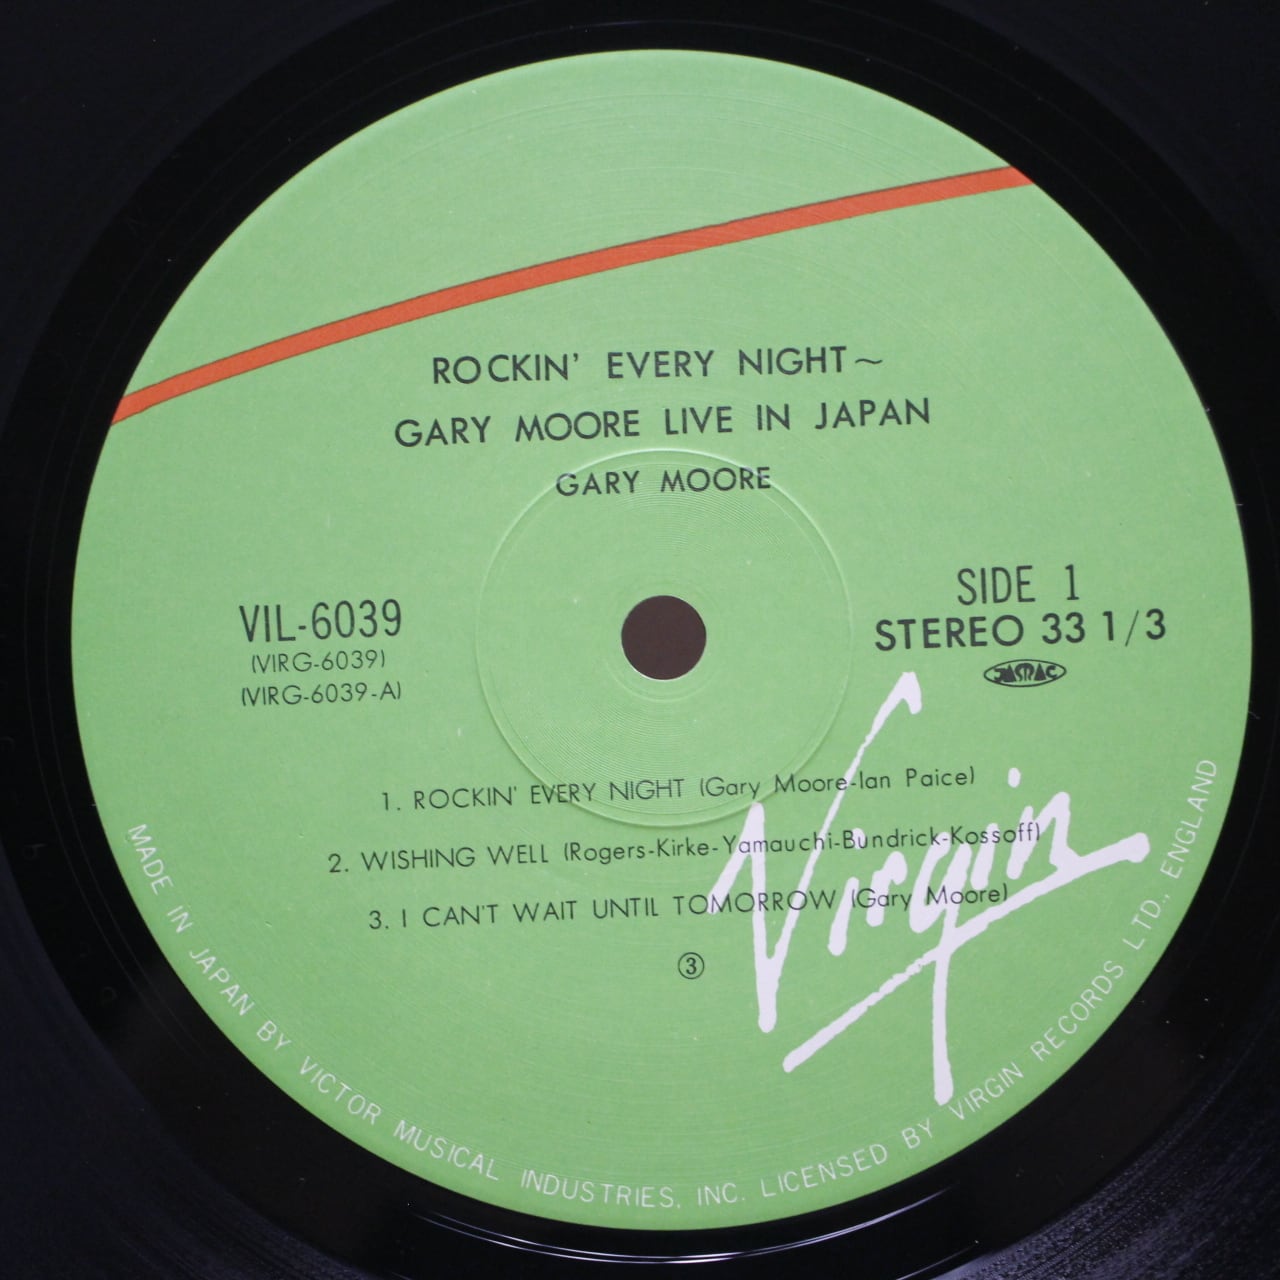 ROCKIN' EVERY NIGHT~
GARY MOORE LIVE IN JAPAN
GARY MOORE
VIL-6039
(VIRG-6039)
(VIRG-6039-A)
SIDE 1
STEREO 33 1/3
JASRAC
1. ROCKIN' EVERY NIGHT (Gary Moore-Ian Paice)
2. WISHING WELL (Rogers-Kirke-Yamauchi-Bundrick-Kossoff)
3. I CAN'T WAIT UNTIL TOMORROW (Gary Moore)
③
Virgin
MADE IN JAPAN BY VICTOR MUSICAL INDUSTRIES, INC. LICENSED BY VIRGIN RECORDS LTD., ENGLAND